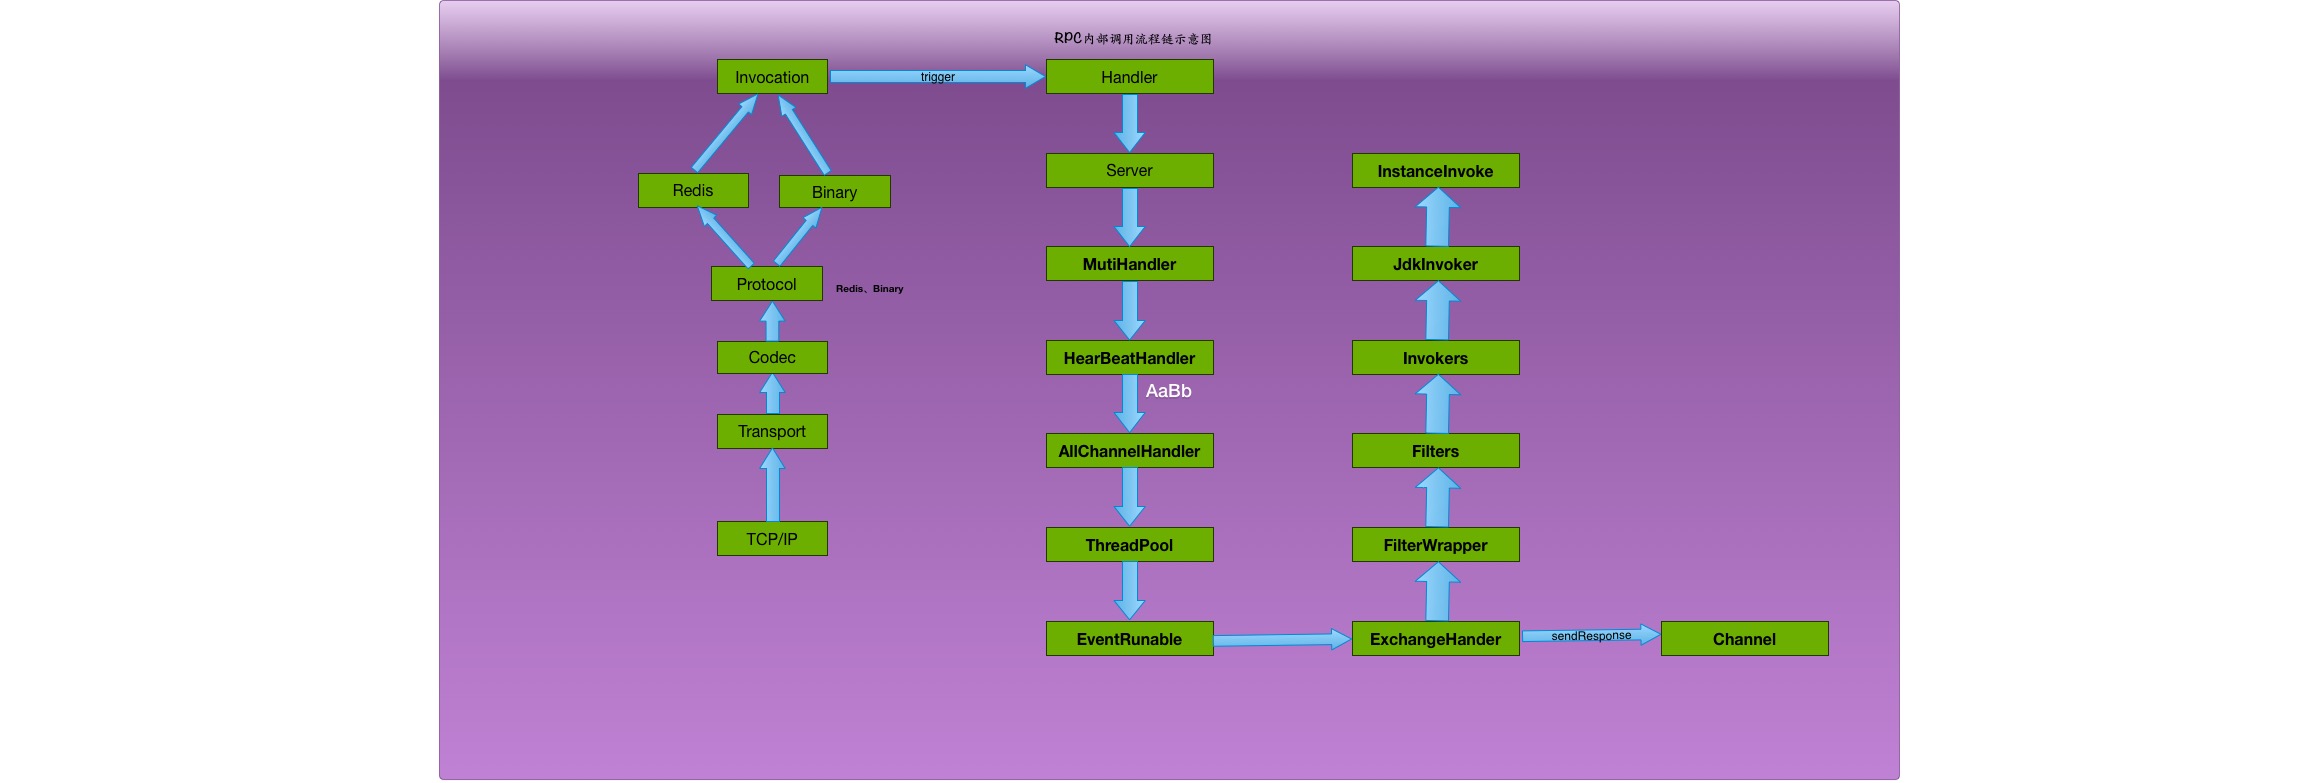 RPC内部调用流程链示意图
Invocation
trigger
Handler
Redis
Binary
Server
InstanceInvoke
Protocol
Redis、Binary
MutiHandler
JdkInvoker
Codec
HearBeatHandler
Invokers
AaBb
Transport
AllChannelHandler
Filters
TCP/IP
ThreadPool
FilterWrapper
EventRunable
ExchangeHander
sendResponse
Channel